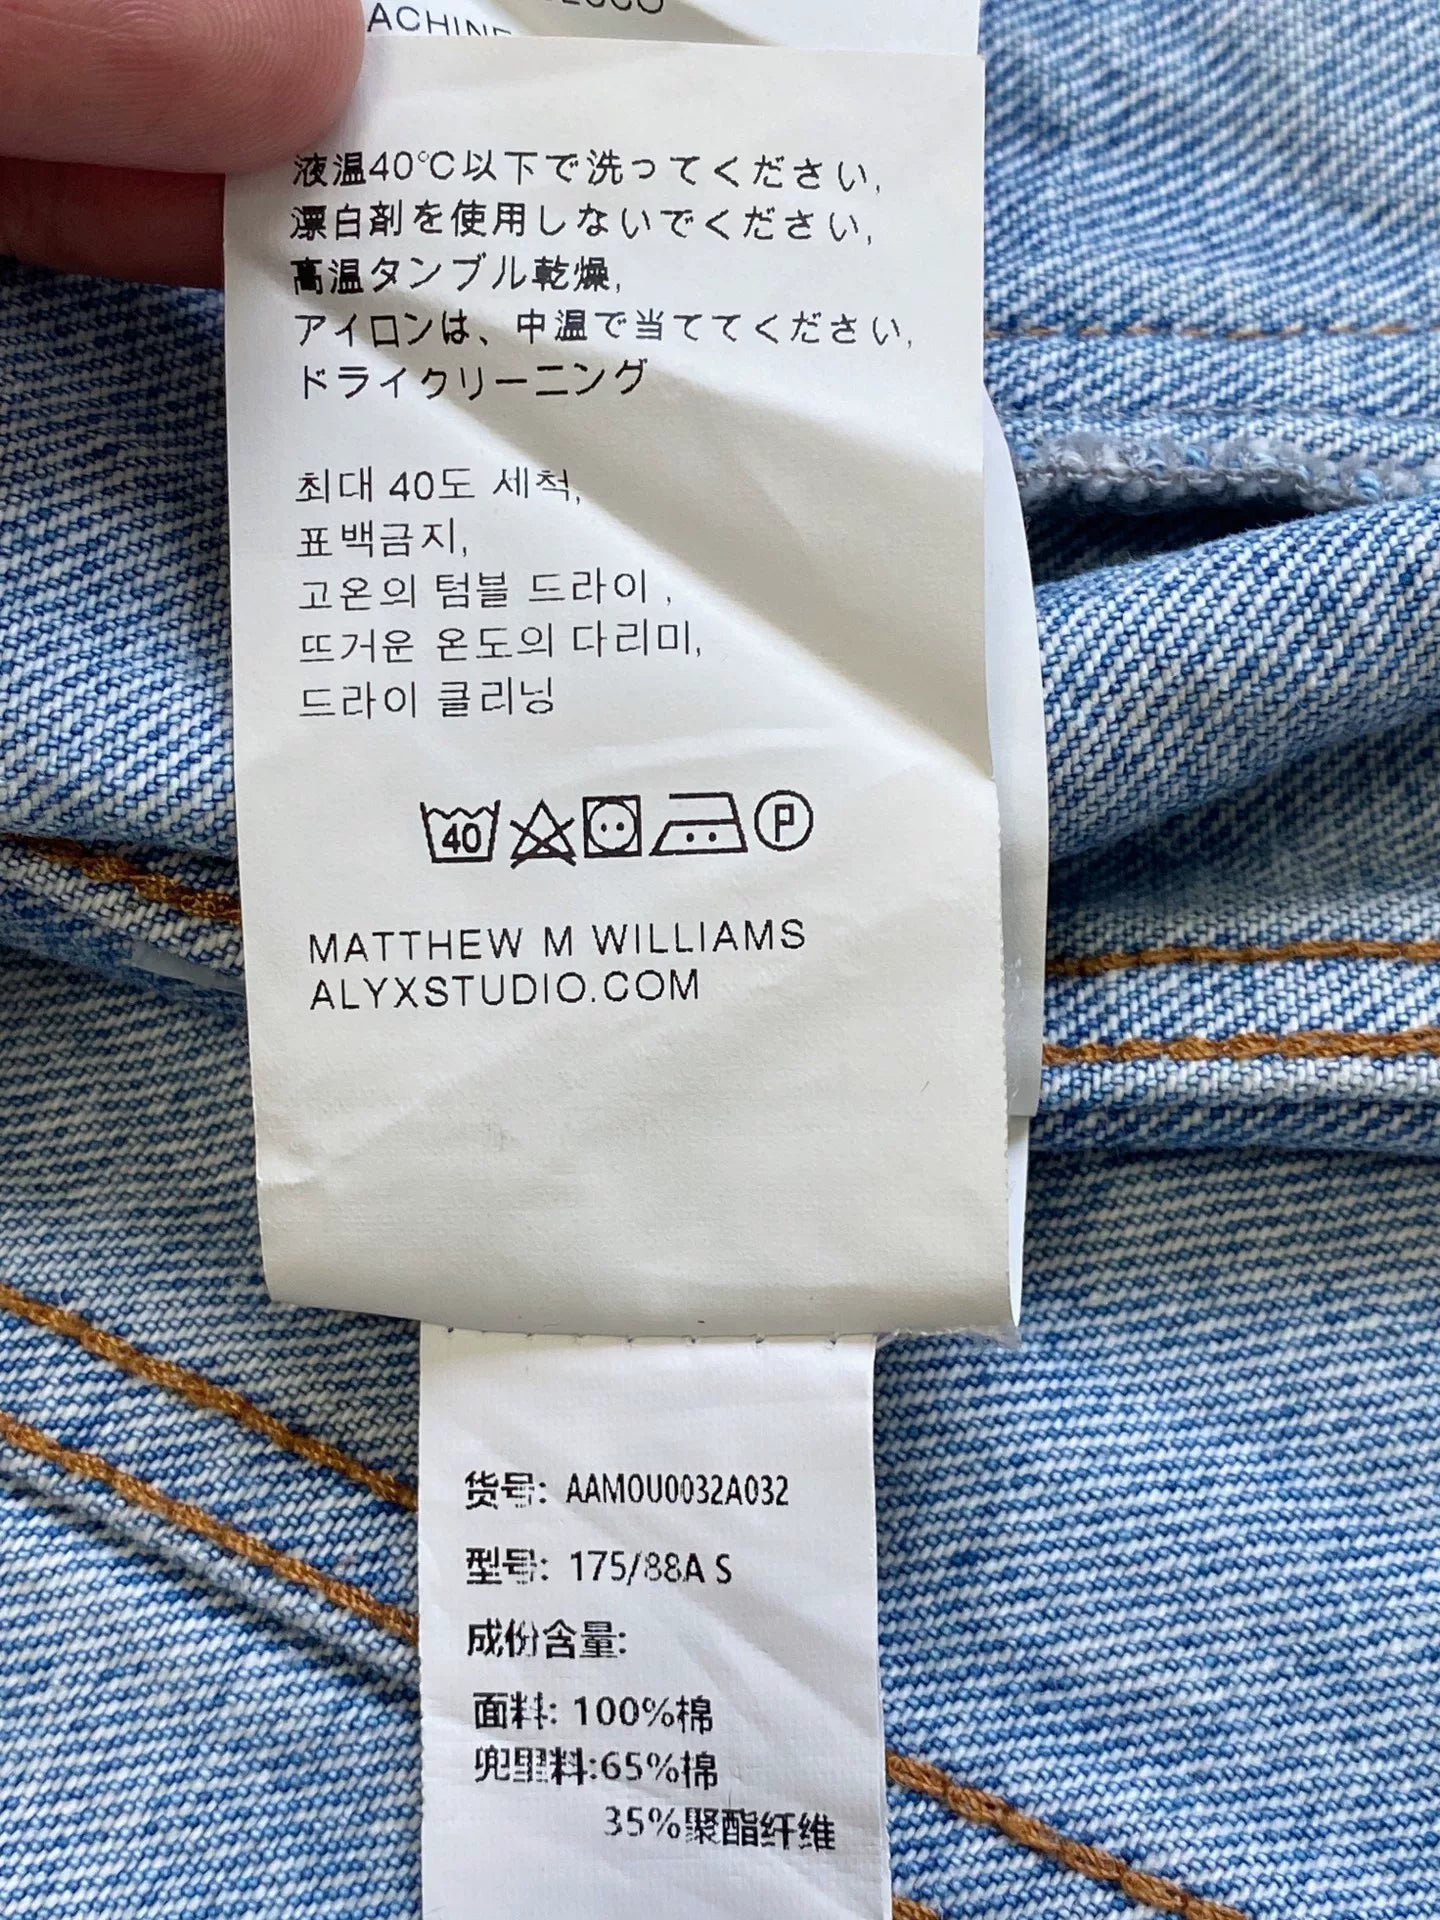 ACHINE
液温40℃以下で洗ってください,
漂白剤を使用しないでください,
高温タンブル乾燥,
アイロンは、中温で当ててください,
ドライクリーニング
최대 40도 세척,
표백금지,
고온의 텀블 드라이 ,
뜨거운 온도의 다리미,
드라이 클리닝
40 P
MATTHEW M WILLIAMS
ALYXSTUDIO.COM
货号: AAMOU0032A032
型号: 175/88A S
成份含量:
面料: 100%棉
兜里料:65%棉
35%聚酯纤维